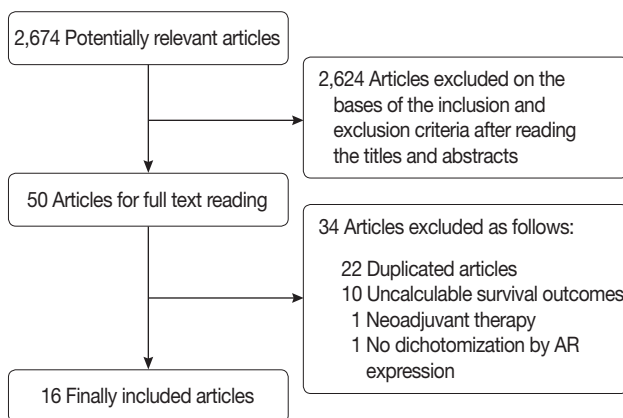 2,674 Potentially relevant articles
2,624 Articles excluded on the
bases of the inclusion and
exclusion criteria after reading
the titles and abstracts
50 Articles for full text reading
34 Articles excluded as follows:
22 Duplicated articles
10 Uncalculable survival outcomes
1 Neoadjuvant therapy
1 No dichotomization by AR
expression
16 Finally included articles